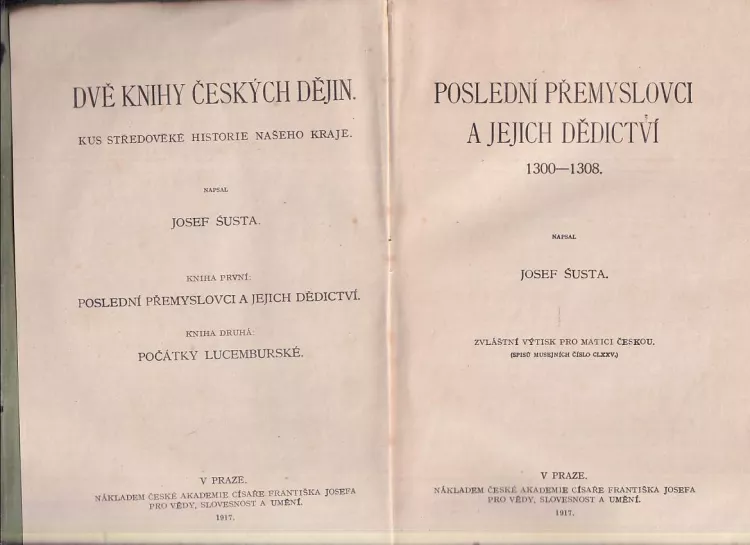 DVĚ KNIHY ČESKÝCH DĚJIN.
KUS STŘEDOVĚKÉ HISTORIE NAŠEHO KRAJE.
NAPSAL
JOSEF ŠUSTA.
KNIHA PRVNÍ:
POSLEDNÍ PŘEMYSLOVCI A JEJICH DĚDICTVÍ.
KNIHA DRUHÁ:
POČÁTKY LUCEMBURSKÉ.
V PRAZE.
NÁKLADEM ČESKÉ AKADEMIE CÍSAŘE FRANTIŠKA JOSEFA
PRO VĚDY, SLOVESNOST A UMĚNÍ.
1917.
POSLEDNÍ PŘEMYSLOVCI
A JEJICH DĚDICTVÍ
1300—1308.
NAPSAL
JOSEF ŠUSTA.
ZVLÁŠTNÍ VÝTISK PRO MATICI ČESKOU.
(SPISŮ MUSEJNÍCH ČÍSLO CLXXV.)
V PRAZE.
NÁKLADEM ČESKÉ AKADEMIE CÍSAŘE FRANTIŠKA JOSEFA
PRO VĚDY, SLOVESNOST A UMĚNÍ.
1917.